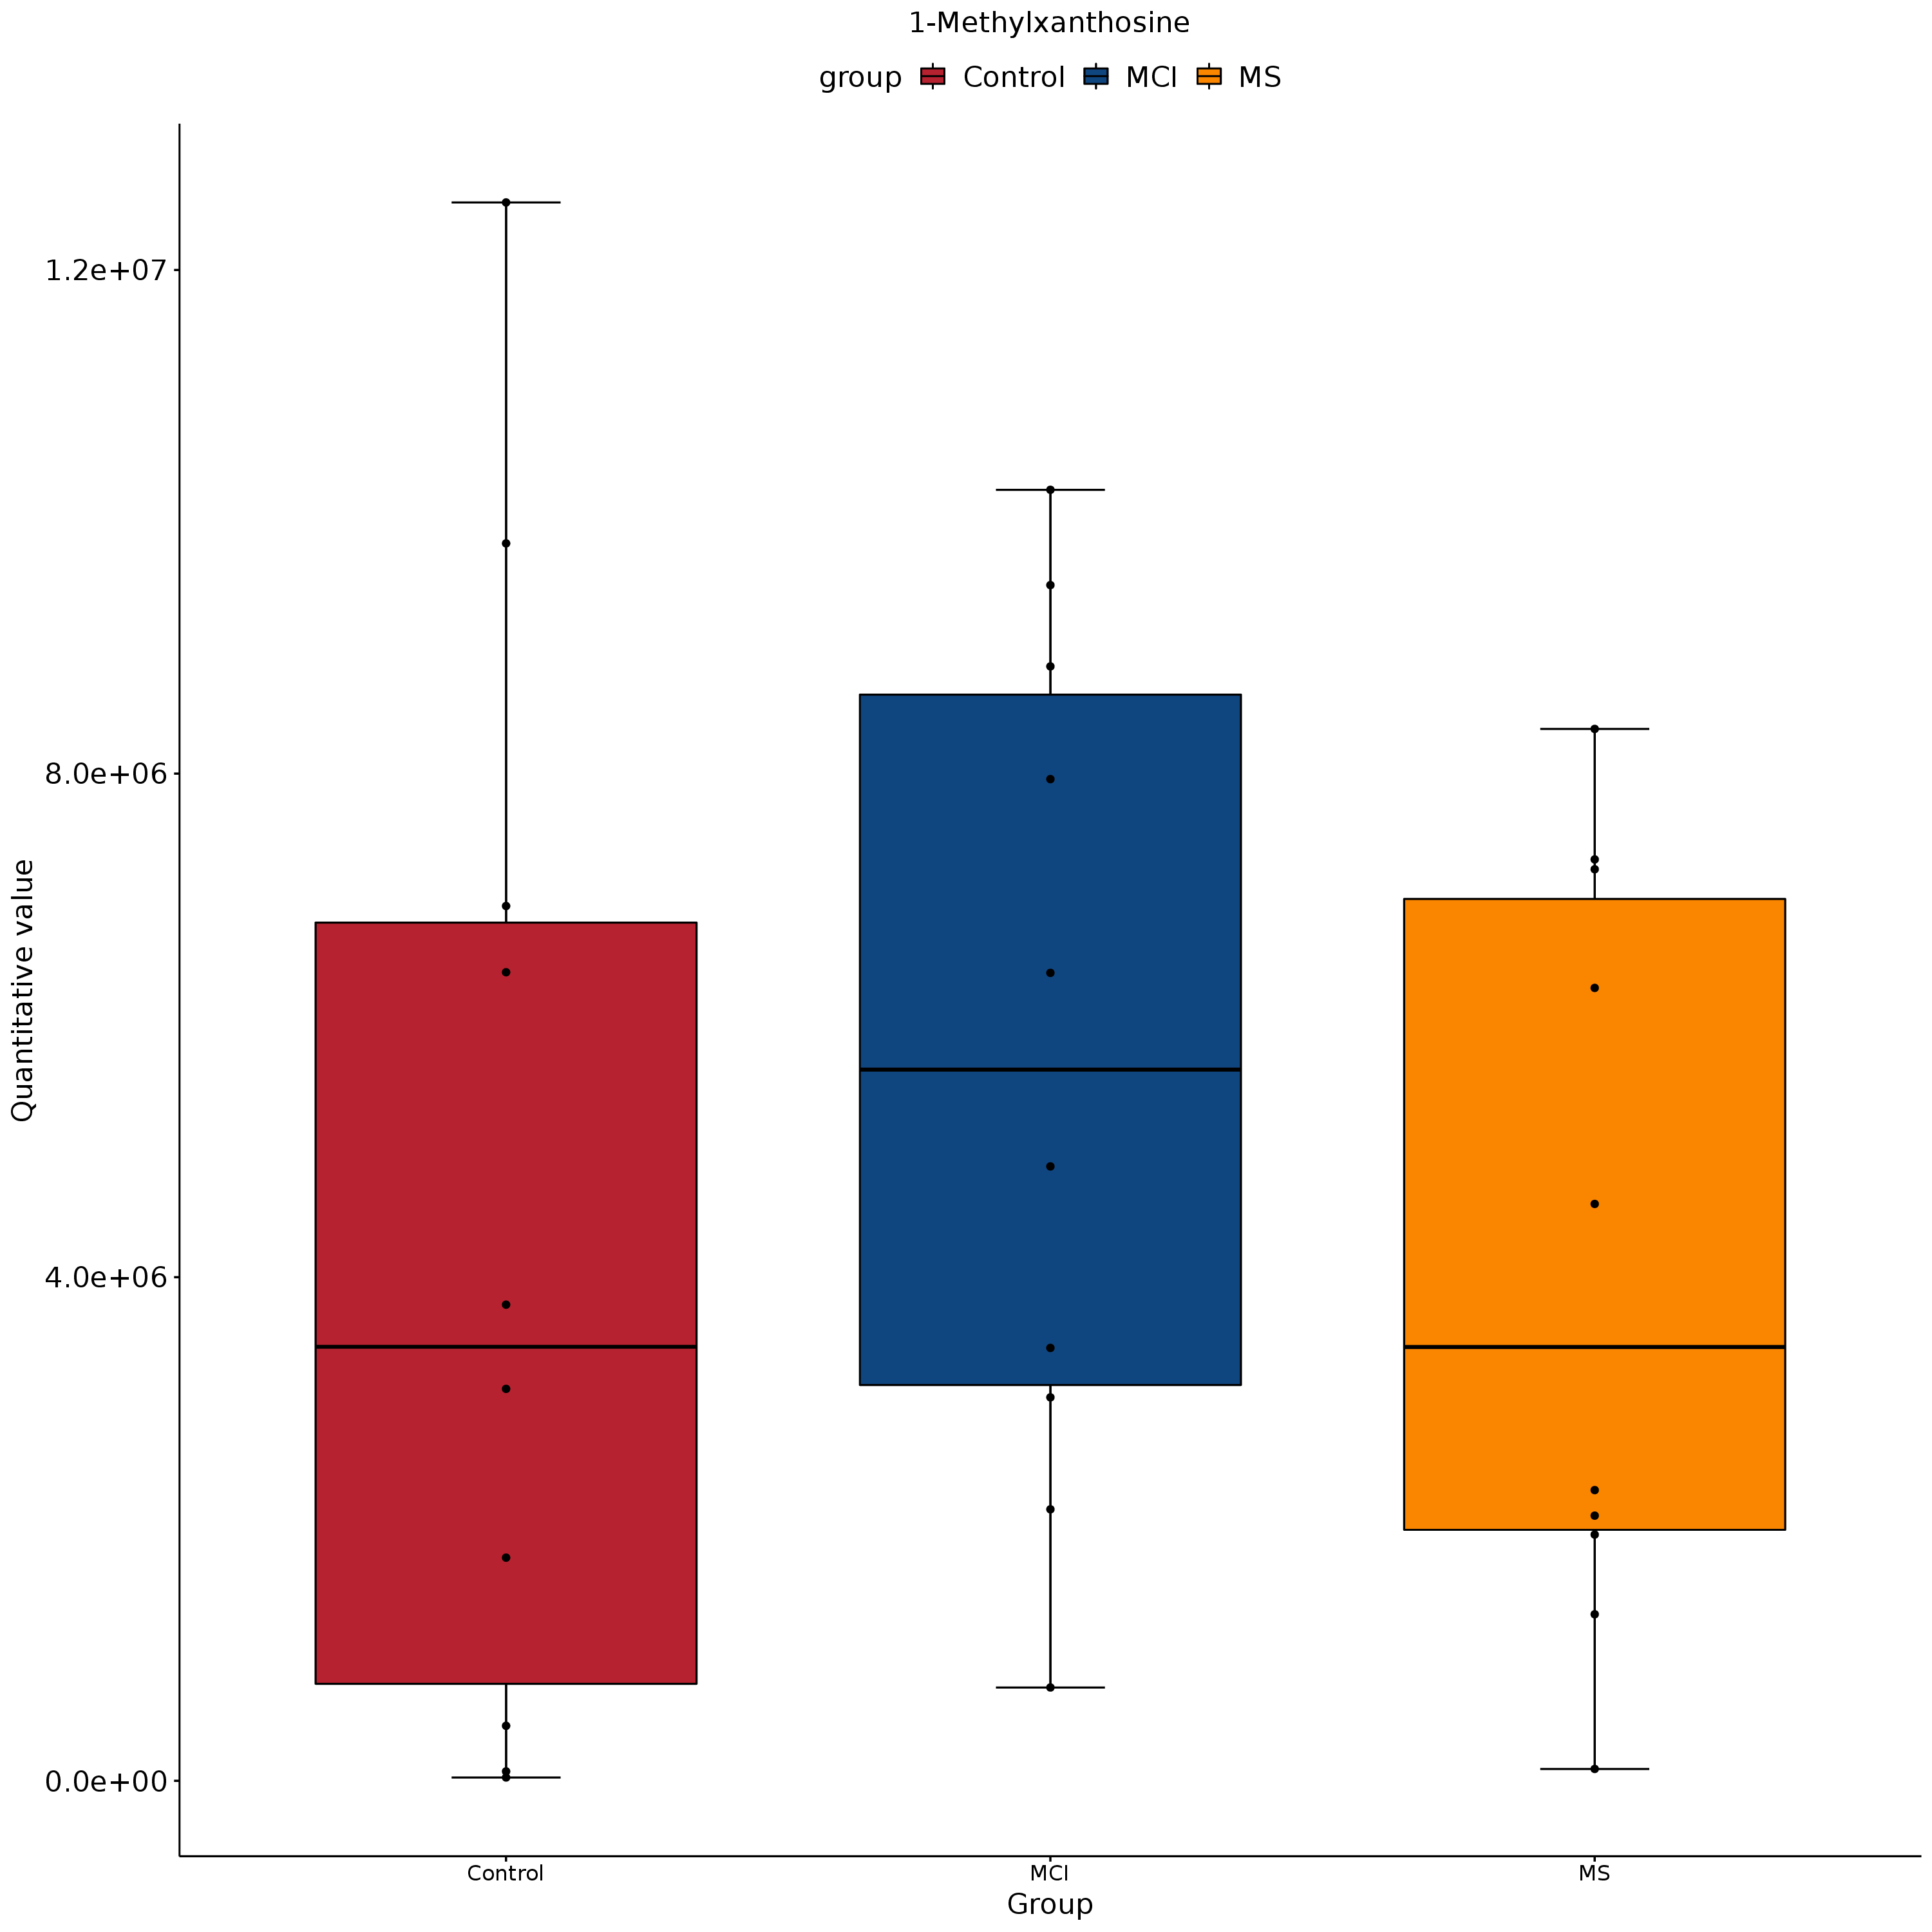 1-Methylxanthosine
group Control MCI MS
Quantitative value
1.2e+07
8.0e+06
4.0e+06
0.0e+00
Control MCI MS
Group